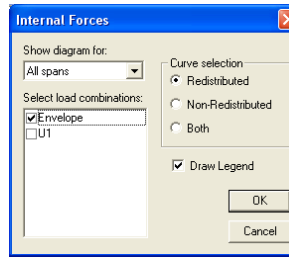 Internal Forces
Show diagram for:
All spans
Select load combinations:
Envelope
U1
Curve selection
Redistributed
Non-Redistributed
Both
Draw Legend
OK
Cancel